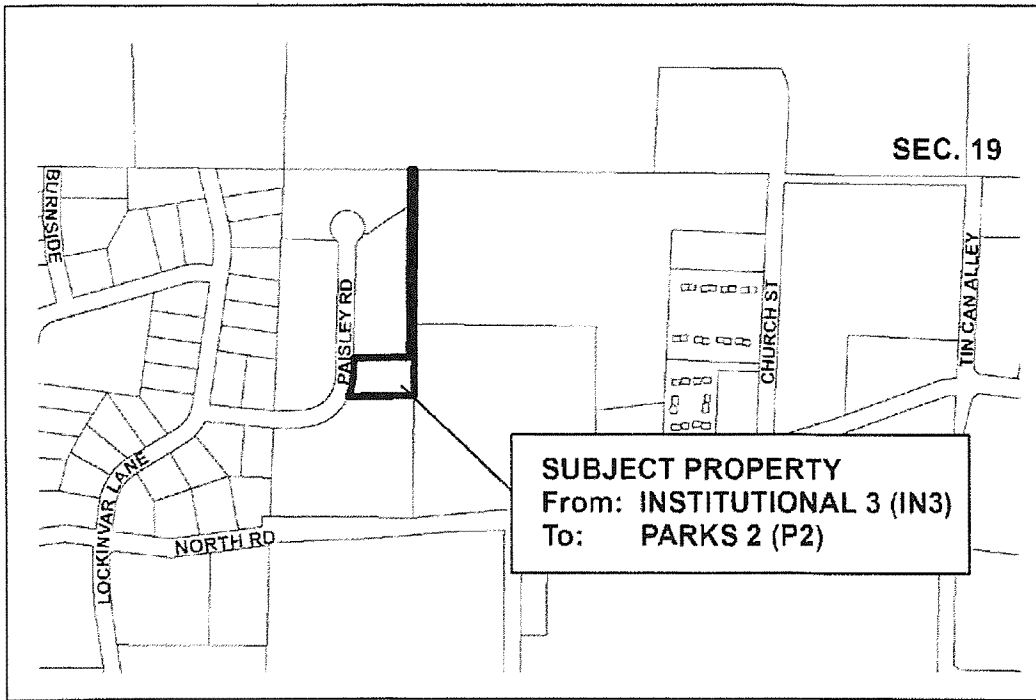 SEC. 19
BURNSIDE
PAISLEY RD
CHURCH ST
TIN CAN ALLEY
LOCKINVAR LANE
NORTH RD
SUBJECT PROPERTY
From: INSTITUTIONAL 3 (IN3)
To: PARKS 2 (P2)